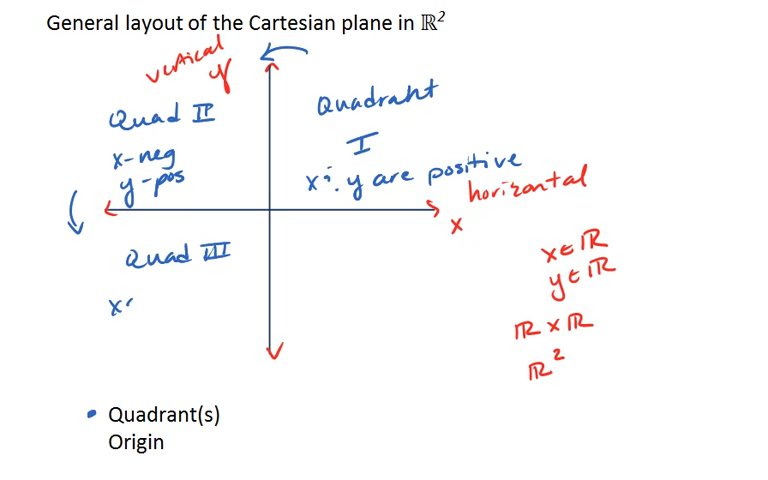 General layout of the Cartesian plane in ℝ²
vertical
y
Quad II
x-neg
y-pos
Quadrant
I
x & y are positive
horizontal
x
Quad III
x
x∈ℝ
y∈ℝ
ℝ x ℝ
ℝ²
• Quadrant(s)
Origin